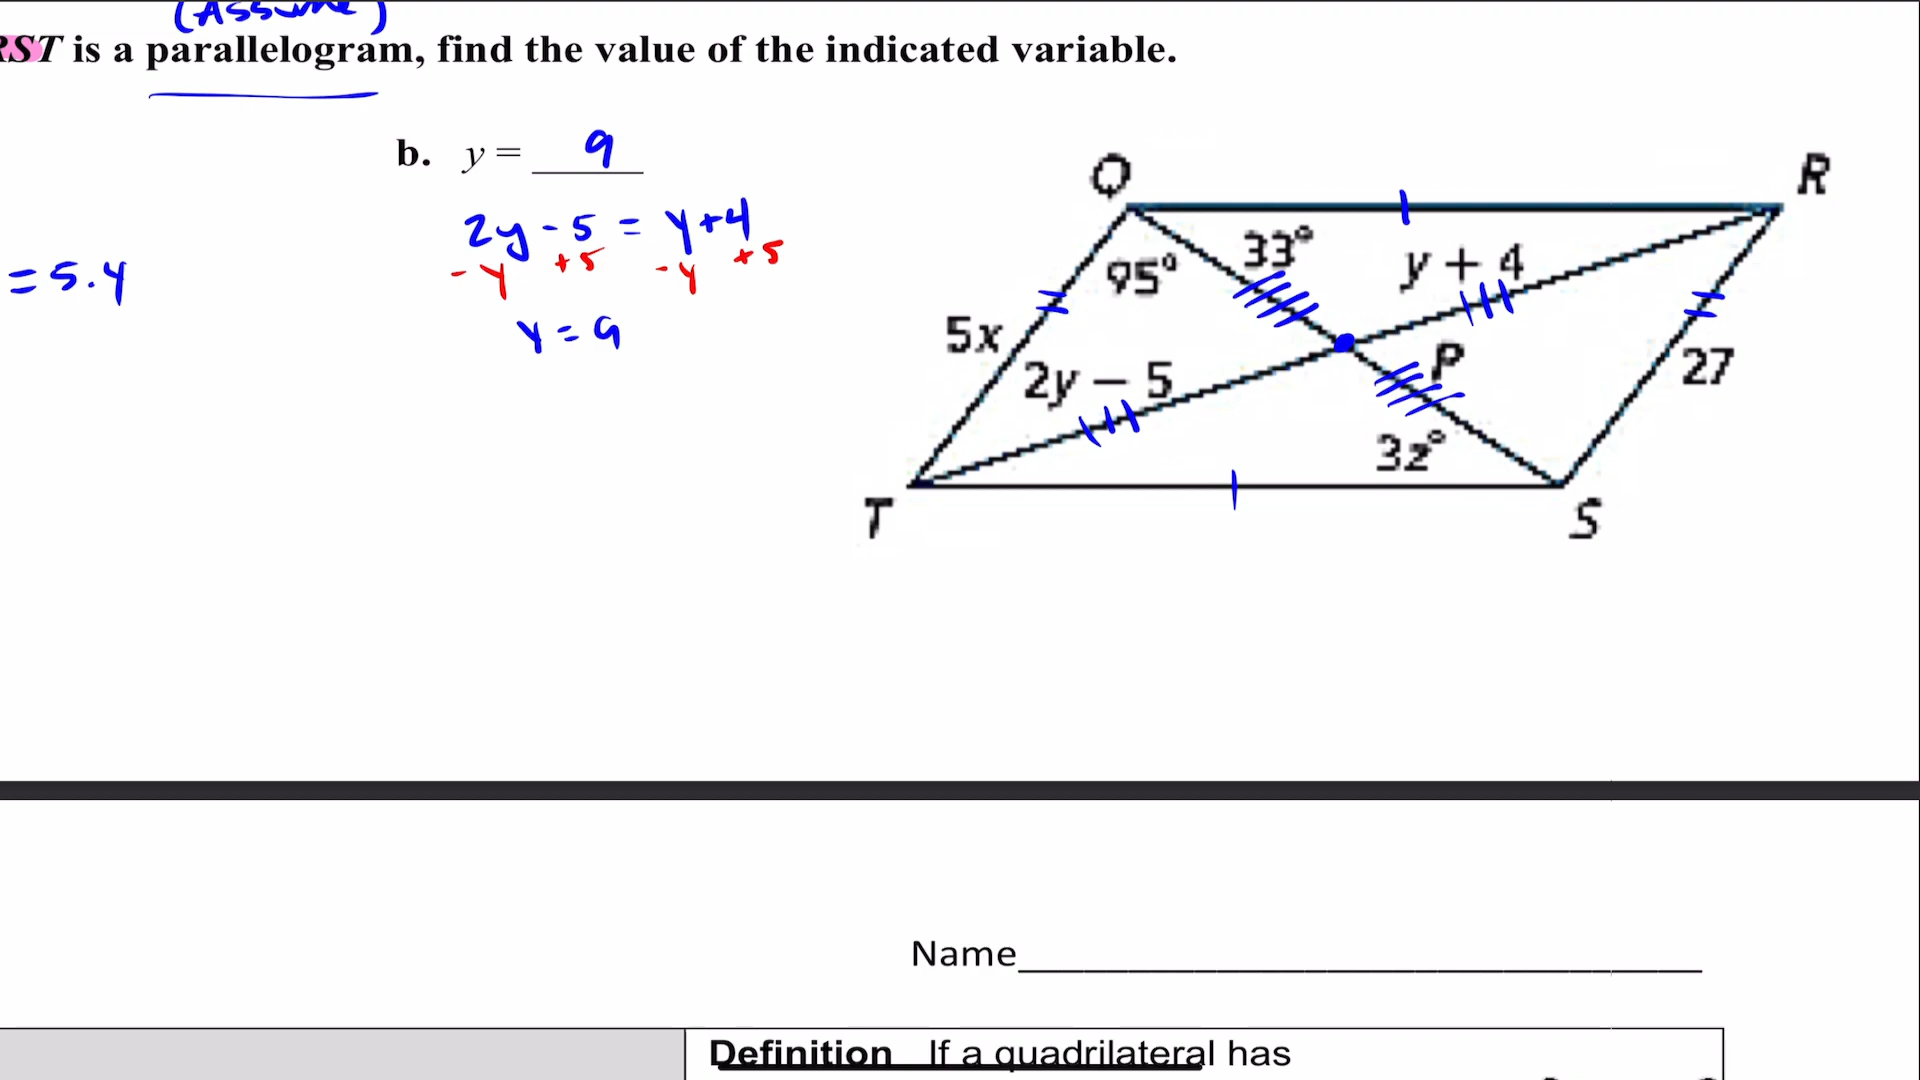 (Assume)
RST is a parallelogram, find the value of the indicated variable.
b. y = 9
2y - 5 = y + 4
- y + 5 - y + 5
y = 9
= 5.4
Q
R
33°
95°
y + 4
5x
2y – 5
P
27
32°
T
S
Name
Definition If a quadrilateral has